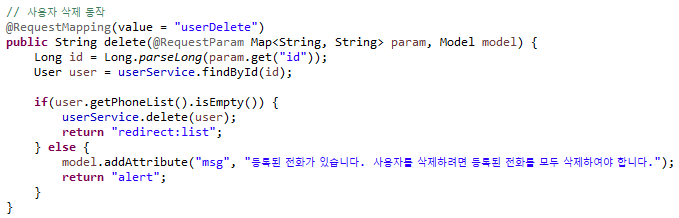 // 사용자 삭제 동작
@RequestMapping(value = "userDelete")
public String delete(@RequestParam Map<String, String> param, Model model) {
    Long id = Long.parseLong(param.get("id"));
    User user = userService.findById(id);

    if(user.getPhoneList().isEmpty()) {
        userService.delete(user);
        return "redirect:list";
    } else {
        model.addAttribute("msg", "등록된 전화가 있습니다. 사용자를 삭제하려면 등록된 전화를 모두 삭제하여야 합니다.");
        return "alert";
    }
}